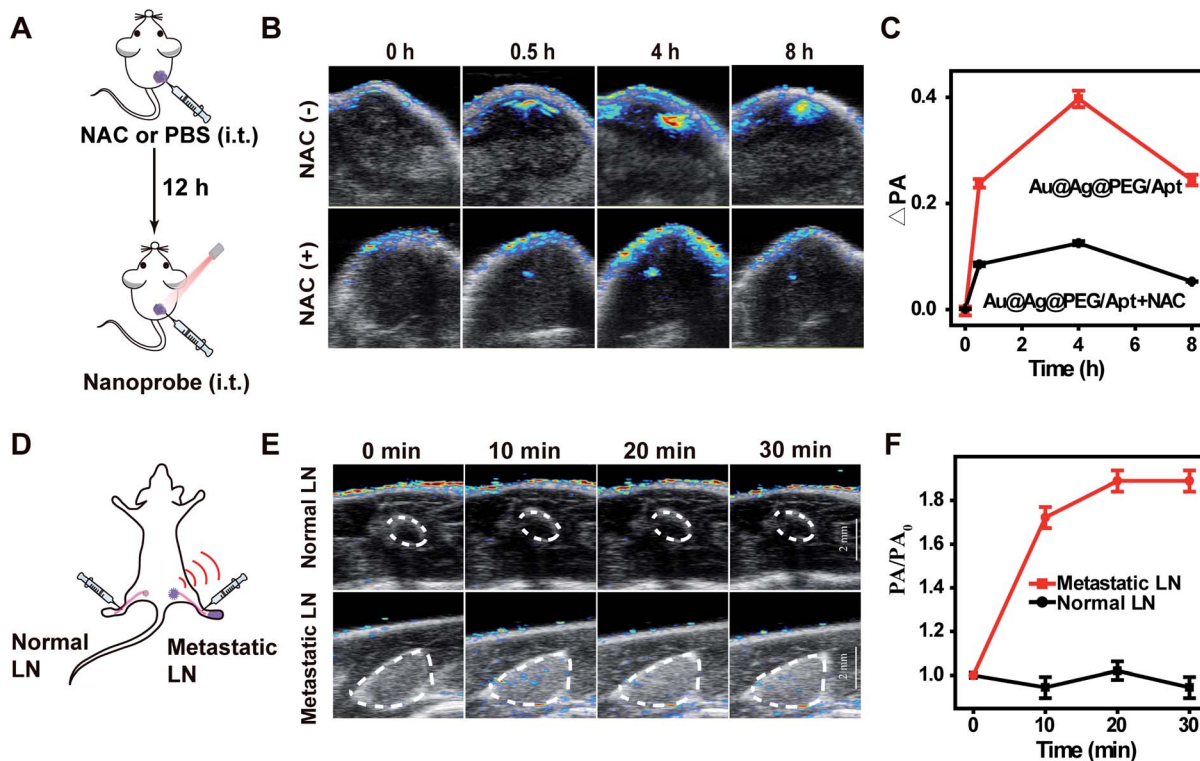 A
NAC or PBS (i.t.)
12 h
Nanoprobe (i.t.)
B
0 h 0.5 h 4 h 8 h
NAC (-)
NAC (+)
C
△PA
0.4
0.2
0.0
Au@Ag@PEG/Apt
Au@Ag@PEG/Apt+NAC
0 2 4 6 8
Time (h)
D
Normal
LN
Metastatic
LN
E
0 min 10 min 20 min 30 min
Normal LN
2 mm
Metastatic LN
2 mm
F
PA/PA0
1.8
1.6
1.4
1.2
1.0
Metastatic LN
Normal LN
0 10 20 30
Time (min)